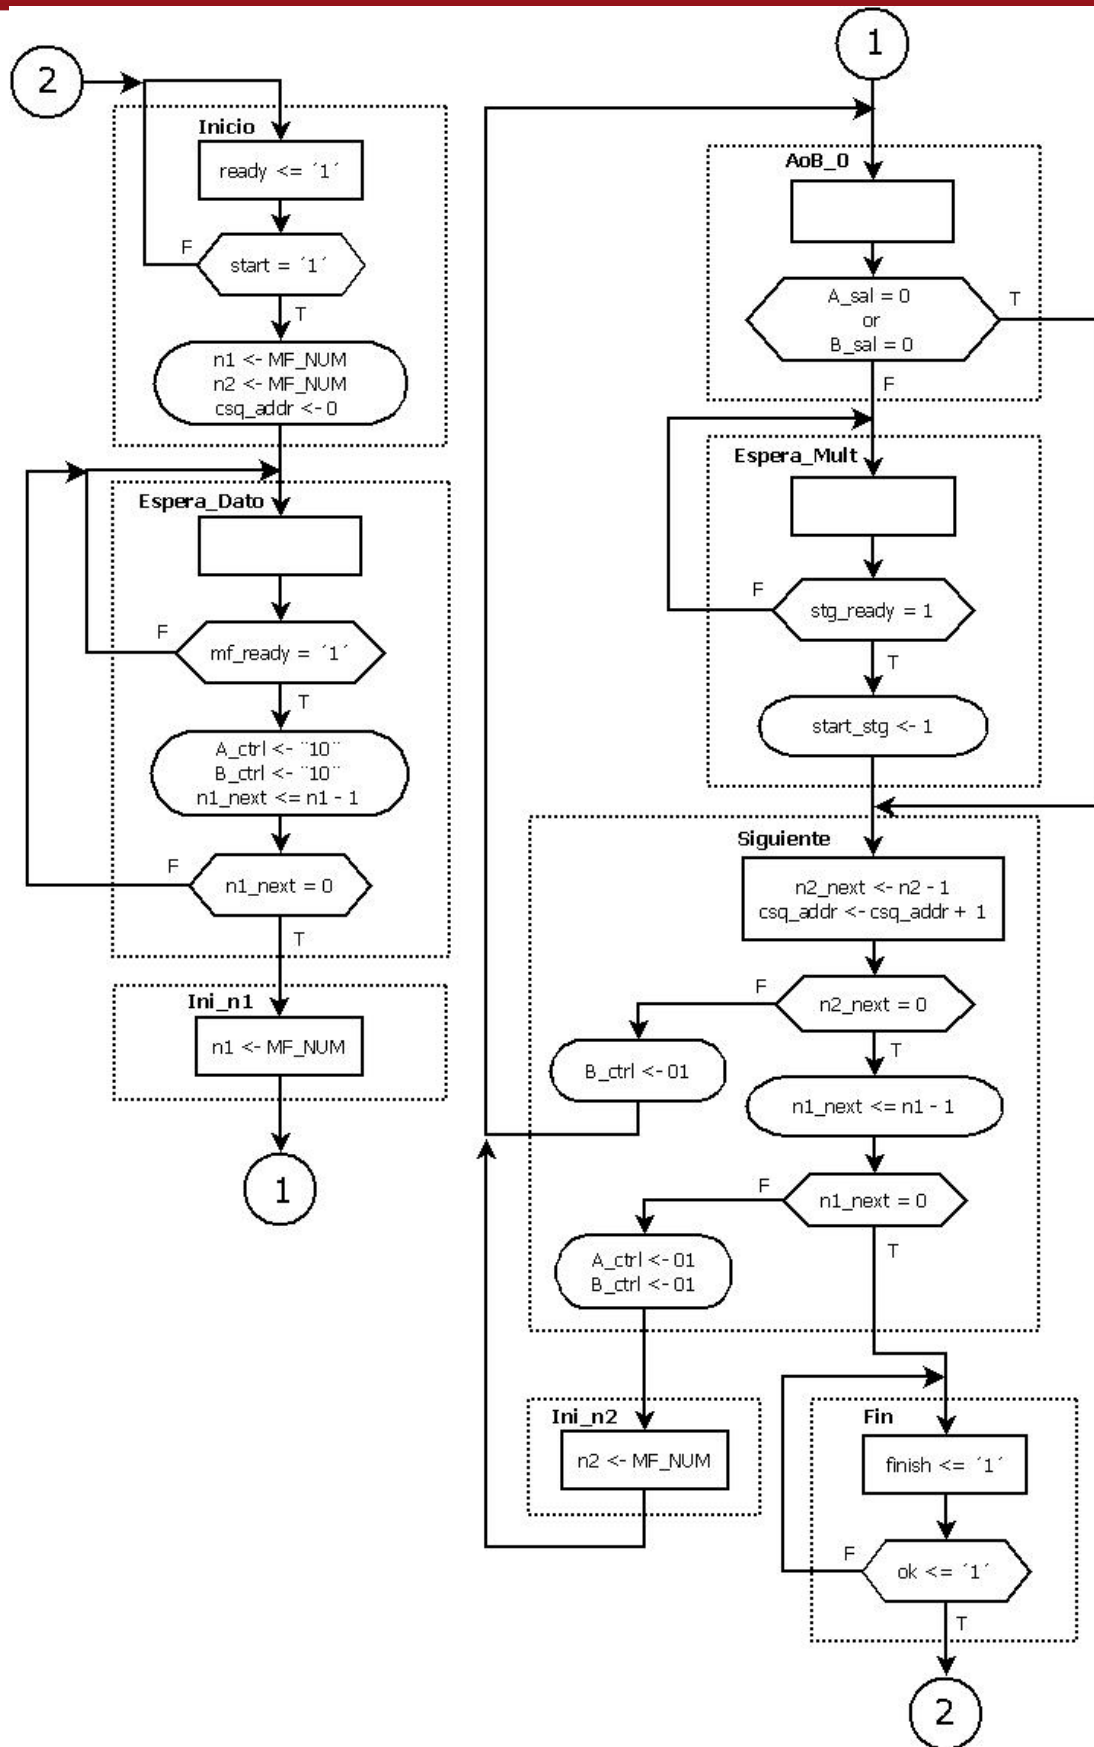 2
Inicio
ready <= ´1´
F
start = ´1´
T
n1 <- MF_NUM
n2 <- MF_NUM
csq_addr <- 0
Espera_Dato
F
mf_ready = ´1´
T
A_ctrl <- ¨10¨
B_ctrl <- ¨10¨
n1_next <= n1 - 1
F
n1_next = 0
T
Ini_n1
n1 <- MF_NUM
1
1
AoB_0
A_sal = 0
or
B_sal = 0
T
F
Espera_Mult
F
stg_ready = 1
T
start_stg <- 1
Siguiente
n2_next <- n2 - 1
csq_addr <- csq_addr + 1
F
n2_next = 0
T
B_ctrl <- 01
n1_next <= n1 - 1
F
n1_next = 0
T
A_ctrl <- 01
B_ctrl <- 01
Ini_n2
n2 <- MF_NUM
Fin
finish <= ´1´
F
ok <= ´1´
T
2